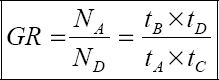 GR = N_A / N_D = (t_B × t_D) / (t_A × t_C)